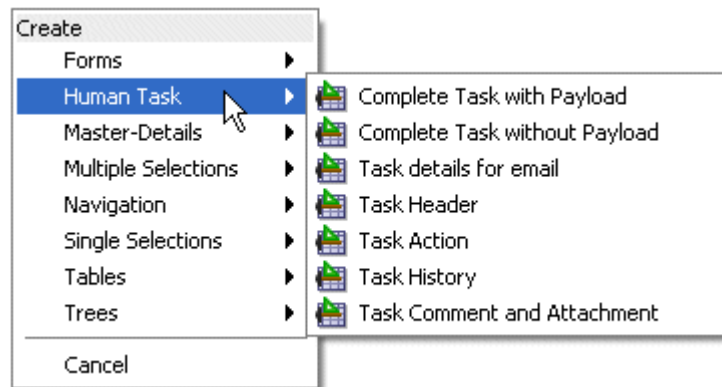 Create
Forms
Human Task
Master-Details
Multiple Selections
Navigation
Single Selections
Tables
Trees
Cancel
Complete Task with Payload
Complete Task without Payload
Task details for email
Task Header
Task Action
Task History
Task Comment and Attachment